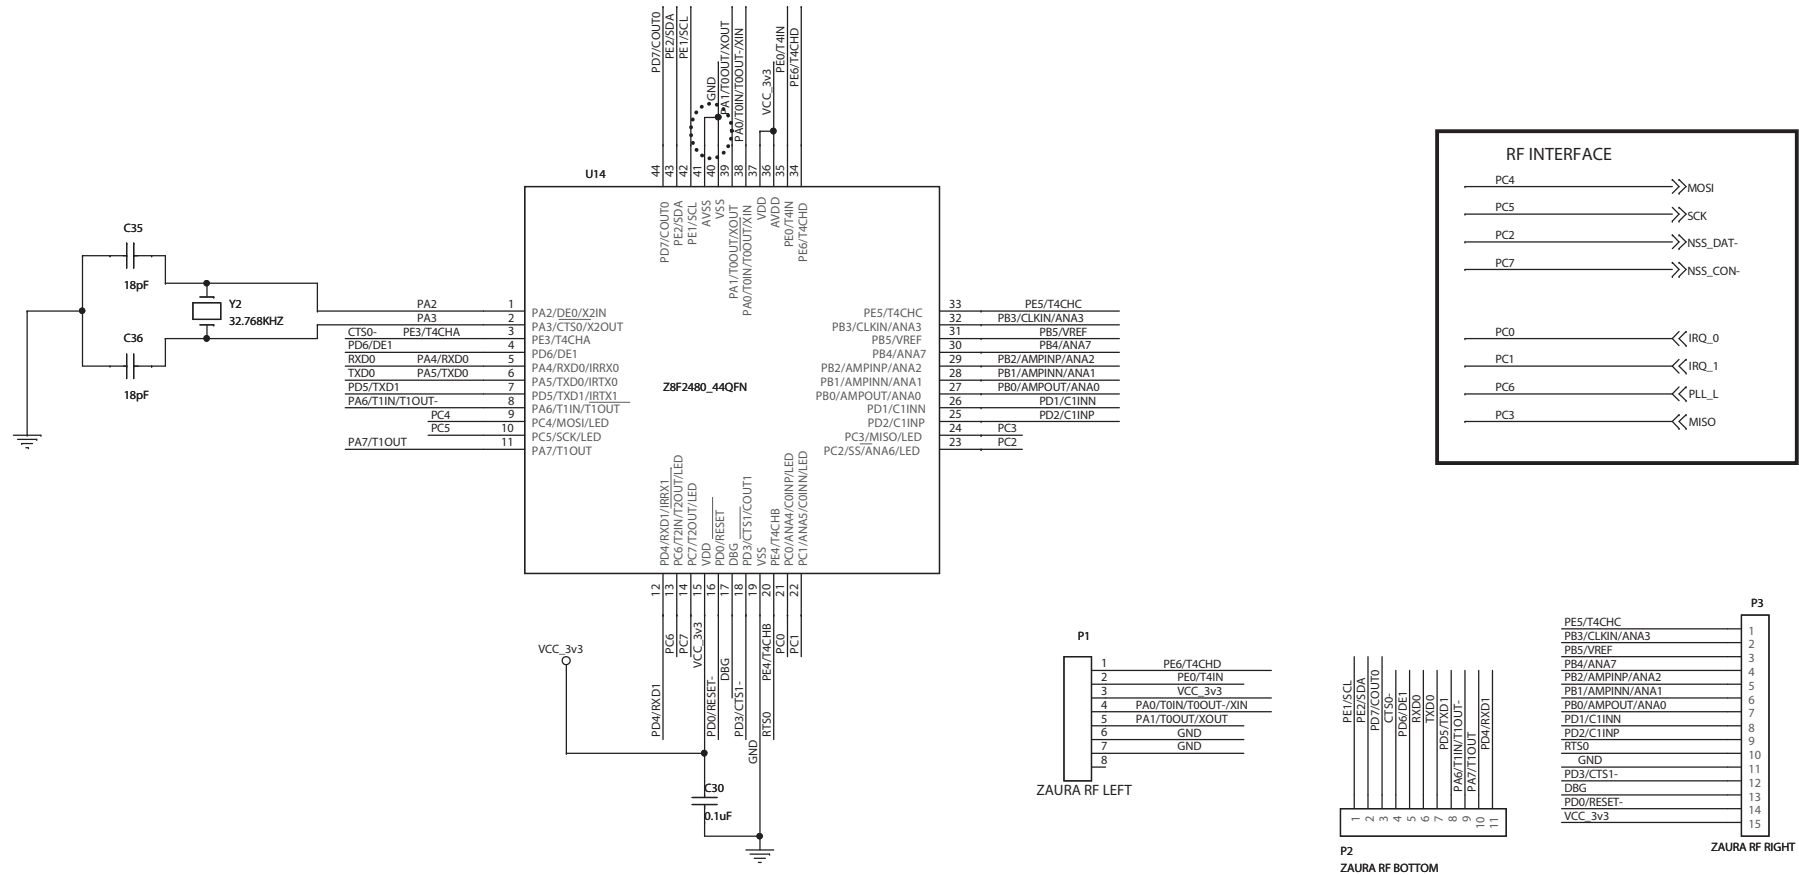 PD7/COUT0
PE2/SDA
PE1/SCL
GND
PA1/T0OUT/XOUT
PA0/T0IN/T0OUT-/XIN
VCC_3v3
PE0/T4IN
PE6/T4CHD
44
43
42
41
40
39
38
37
36
35
34
U14
PD7/COUT0
PE2/SDA
PE1/SCL
AVSS
VSS
PA1/T0OUT/XOUT
PA0/T0IN/T0OUT/XIN
VDD
AVDD
PE0/T4IN
PE6/T4CHD
C35
18pF
Y2
32.768KHZ
C36
18pF
PA2
PA3
CTS0- PE3/T4CHA
PD6/DE1
RXD0 PA4/RXD0
TXD0 PA5/TXD0
PD5/TXD1
PA6/T1IN/T1OUT-
PC4
PC5
PA7/T1OUT
1
2
3
4
5
6
7
8
9
10
11
PA2/DE0/X2IN
PA3/CTS0/X2OUT
PE3/T4CHA
PD6/DE1
PA4/RXD0/IRRX0
PA5/TXD0/IRTX0
PD5/TXD1/IRTX1
PA6/T1IN/T1OUT
PC4/MOSI/LED
PC5/SCK/LED
PA7/T1OUT
Z8F2480_44QFN
PE5/T4CHC
PB3/CLKIN/ANA3
PB5/VREF
PB4/ANA7
PB2/AMPINP/ANA2
PB1/AMPINN/ANA1
PB0/AMPOUT/ANA0
PD1/C1INN
PD2/C1INP
PC3/MISO/LED
PC2/SS/ANA6/LED
33 PE5/T4CHC
32 PB3/CLKIN/ANA3
31 PB5/VREF
30 PB4/ANA7
29 PB2/AMPINP/ANA2
28 PB1/AMPINN/ANA1
27 PB0/AMPOUT/ANA0
26 PD1/C1INN
25 PD2/C1INP
24 PC3
23 PC2
PD4/RXD1/IRRX1
PC6/T2IN/T2OUT/LED
PC7/T2OUT/LED
VDD
PD0/RESET
DBG
PD3/CTS1/COUT1
VSS
PE4/T4CHB
PC0/ANA4/C0INP/LED
PC1/ANA5/C0INN/LED
12
13
14
15
16
17
18
19
20
21
22
PD4/RXD1
PC6
PC7
VCC_3v3
PD0/RESET-
DBG
PD3/CTS1-
GND
RTS0 PE4/T4CHB
PC0
PC1
VCC_3v3
C30
0.1uF
RF INTERFACE
PC4 MOSI
PC5 SCK
PC2 NSS_DAT-
PC7 NSS_CON-
PC0 IRQ_0
PC1 IRQ_1
PC6 PLL_L
PC3 MISO
P1
1 PE6/T4CHD
2 PE0/T4IN
3 VCC_3v3
4 PA0/T0IN/T0OUT-/XIN
5 PA1/T0OUT/XOUT
6 GND
7 GND
8
ZAURA RF LEFT
PE1/SCL
PE2/SDA
PD7/COUT0
CTS0-
PD6/DE1
RXD0
TXD0
PD5/TXD1
PA6/T1IN/T1OUT-
PA7/T1OUT
PD4/RXD1
1
2
3
4
5
6
7
8
9
10
11
P2
ZAURA RF BOTTOM
P3
PE5/T4CHC 1
PB3/CLKIN/ANA3 2
PB5/VREF 3
PB4/ANA7 4
PB2/AMPINP/ANA2 5
PB1/AMPINN/ANA1 6
PB0/AMPOUT/ANA0 7
PD1/C1INN 8
PD2/C1INP 9
RTS0 10
GND 11
PD3/CTS1- 12
DBG 13
PD0/RESET- 14
VCC_3v3 15
ZAURA RF RIGHT